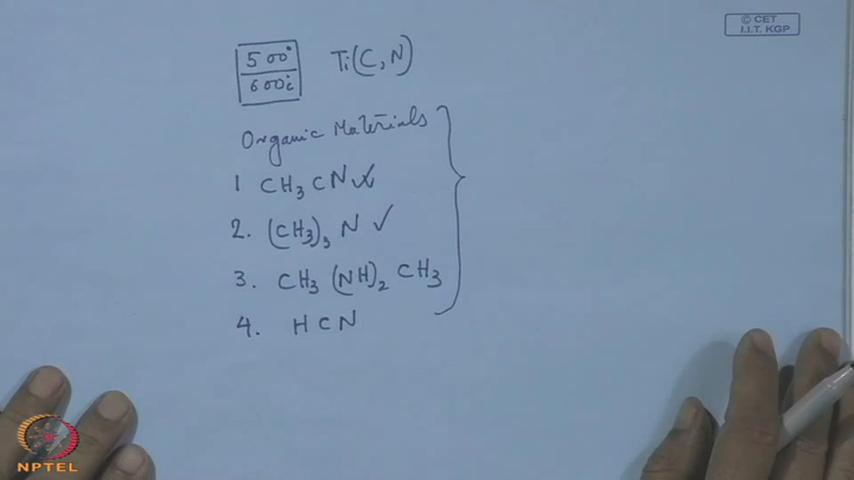 © CET
I.I.T. KGP
500° Ti(C,N)
600°c
Organic Materials
1 CH3CN
2. (CH3)3 N ✓
3. CH3 (NH)2 CH3
4. HCN
NPTEL